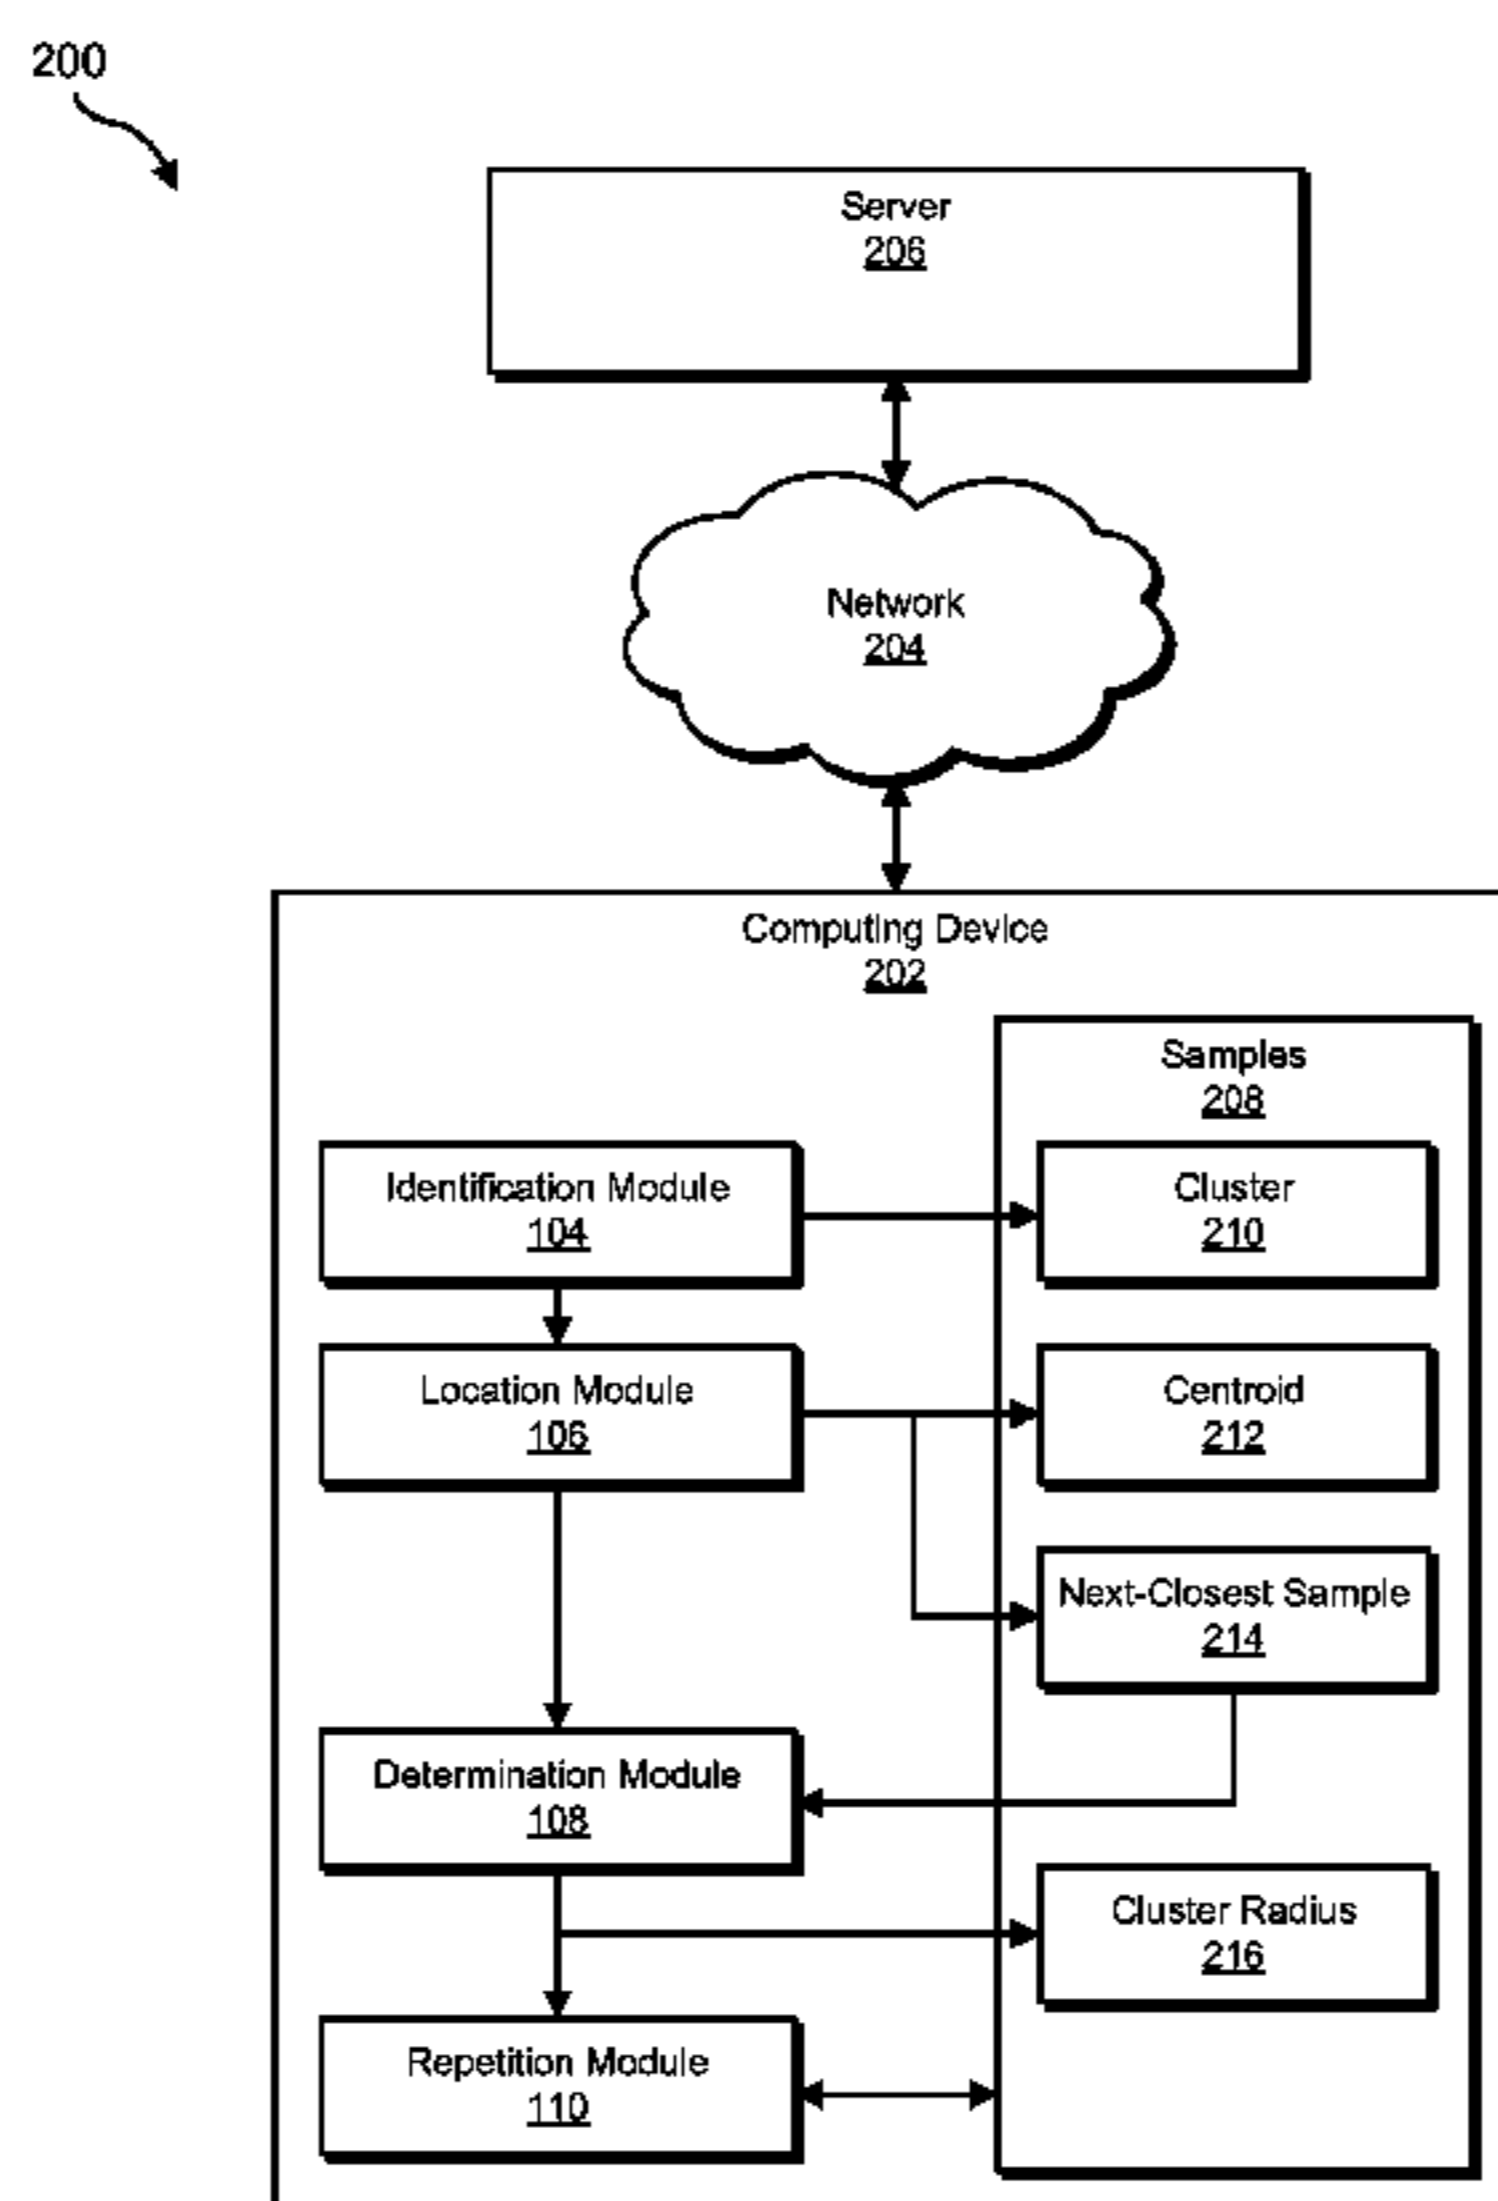 200
Server
206
Network
204
Computing Device
202
Samples
208
Identification Module
104
Cluster
210
Location Module
106
Centroid
212
Next-Closest Sample
214
Determination Module
108
Cluster Radius
216
Repetition Module
110